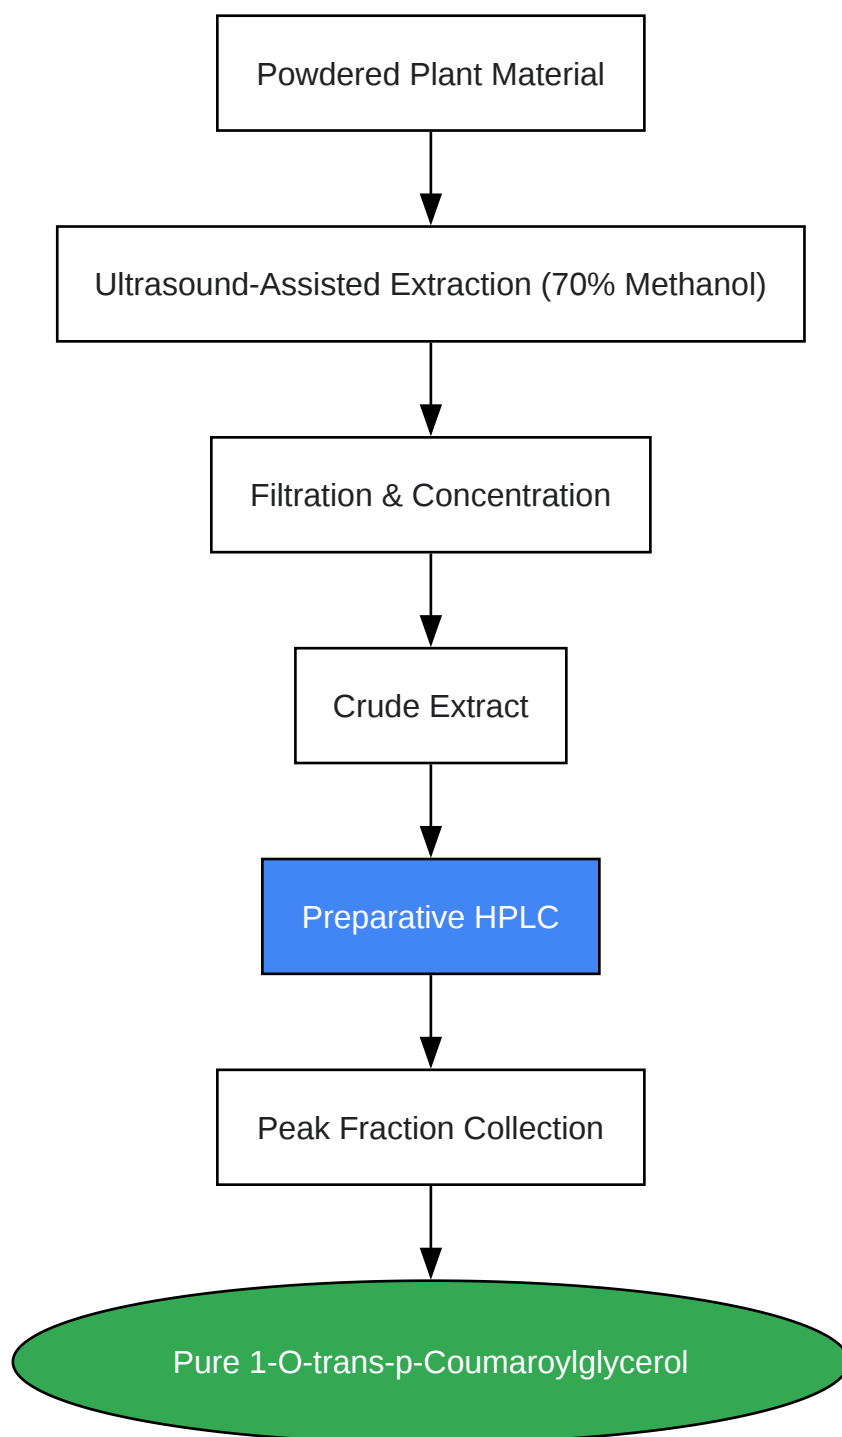 Powdered Plant Material
Ultrasound-Assisted Extraction (70% Methanol)
Filtration & Concentration
Crude Extract
Preparative HPLC
Peak Fraction Collection
Pure 1-O-trans-p-Coumaroylglycerol